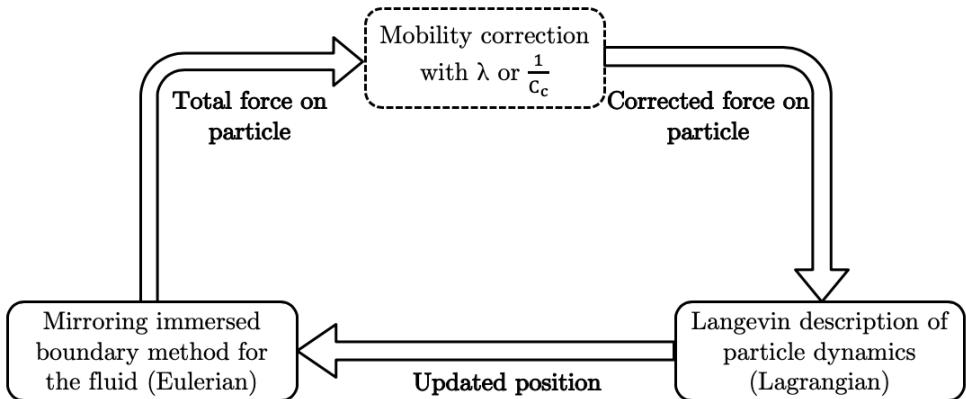 Mobility correction
with λ or 1/C_c
Total force on
particle
Corrected force on
particle
Mirroring immersed
boundary method for
the fluid (Eulerian)
Updated position
Langevin description of
particle dynamics
(Lagrangian)